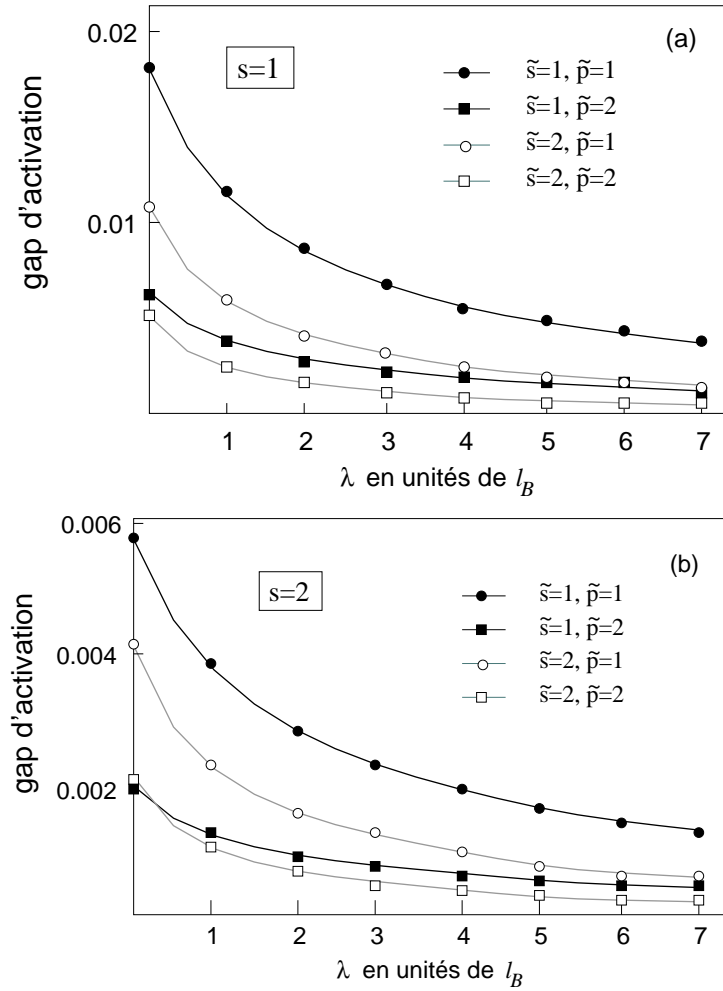 0.02
(a)
s=1
s̃=1, p̃=1
s̃=1, p̃=2
s̃=2, p̃=1
s̃=2, p̃=2
0.01
gap d'activation
1 2 3 4 5 6 7
λ en unités de l_B
0.006
(b)
s=2
s̃=1, p̃=1
s̃=1, p̃=2
s̃=2, p̃=1
s̃=2, p̃=2
0.004
0.002
gap d'activation
1 2 3 4 5 6 7
λ en unités de l_B